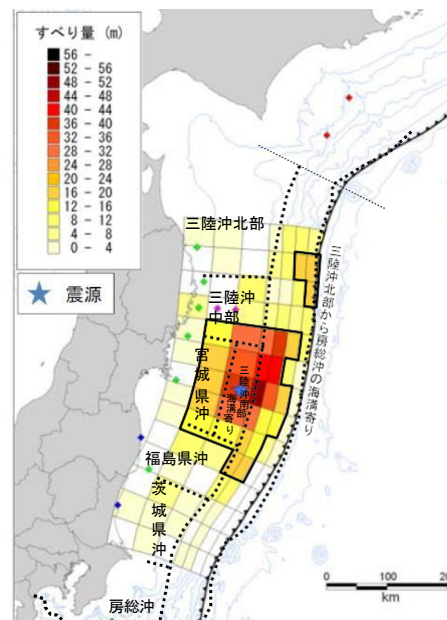 すべり量 (m)
56 -
52 - 56
48 - 52
44 - 48
40 - 44
36 - 40
32 - 36
28 - 32
24 - 28
20 - 24
16 - 20
12 - 16
8 - 12
4 - 8
0 - 4
震源
三陸沖北部
三陸沖
中部
三陸沖北部から房総沖の海溝寄り
宮城県沖
三陸沖南部
海溝寄り
福島県沖
茨城県沖
房総沖
0 100 200
km